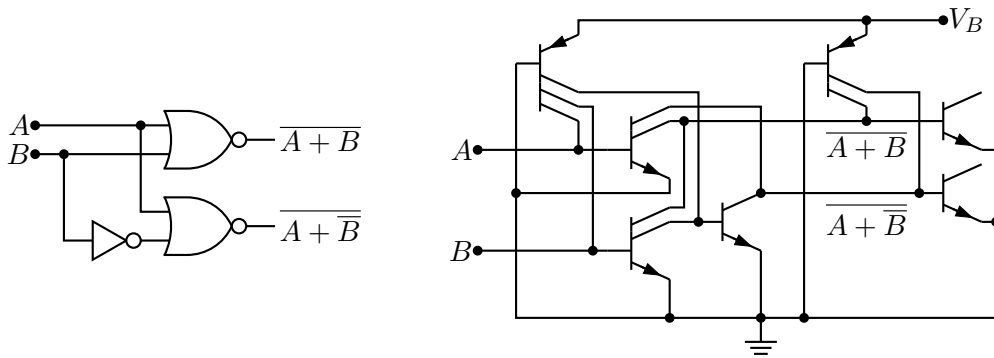 A
B
$\overline{A + B}$
$\overline{A + \overline{B}}$
V_B
A
$\overline{A + B}$
$\overline{A + \overline{B}}$
B